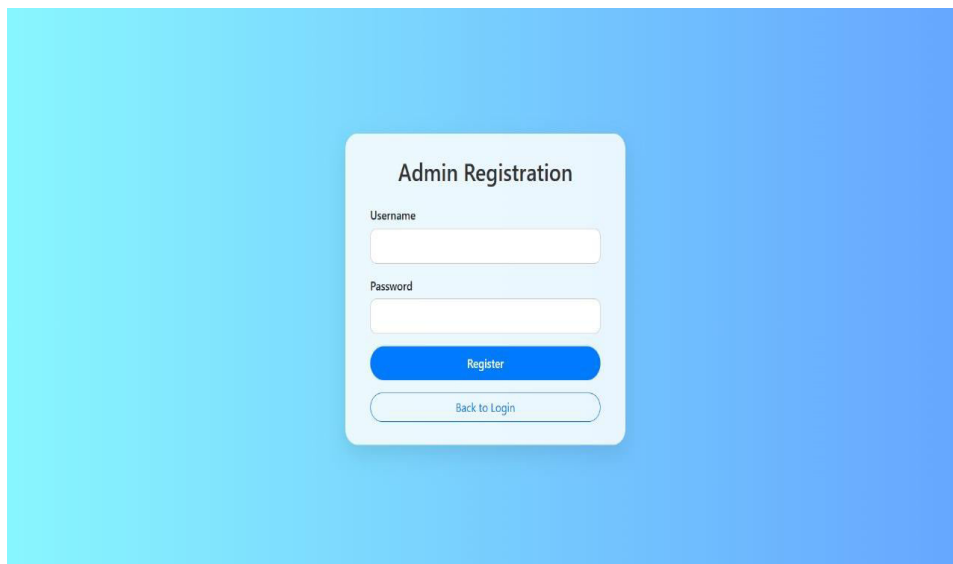 Admin Registration
Username
Password
Register
Back to Login